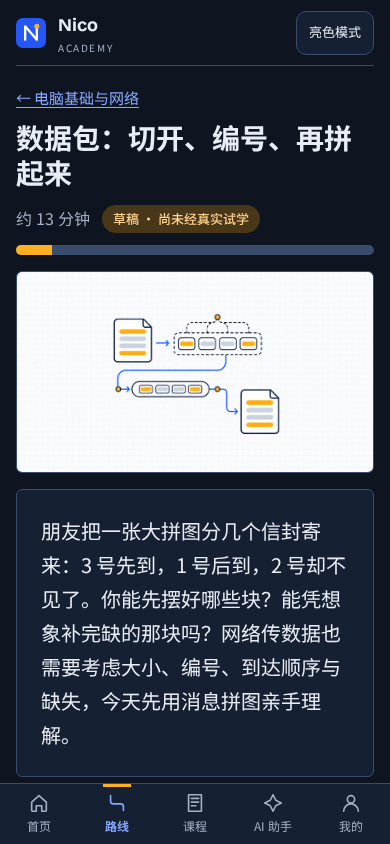 Nico
ACADEMY
亮色模式
← 电脑基础与网络
数据包：切开、编号、再拼
起来
约 13 分钟
草稿 · 尚未经真实试学
朋友把一张大拼图分几个信封寄
来：3 号先到，1 号后到，2 号却不
见了。你能先摆好哪些块？能凭想
象补完缺的那块吗？网络传数据也
需要考虑大小、编号、到达顺序与
缺失，今天先用消息拼图亲手理
解。
首页
路线
课程
AI 助手
我的